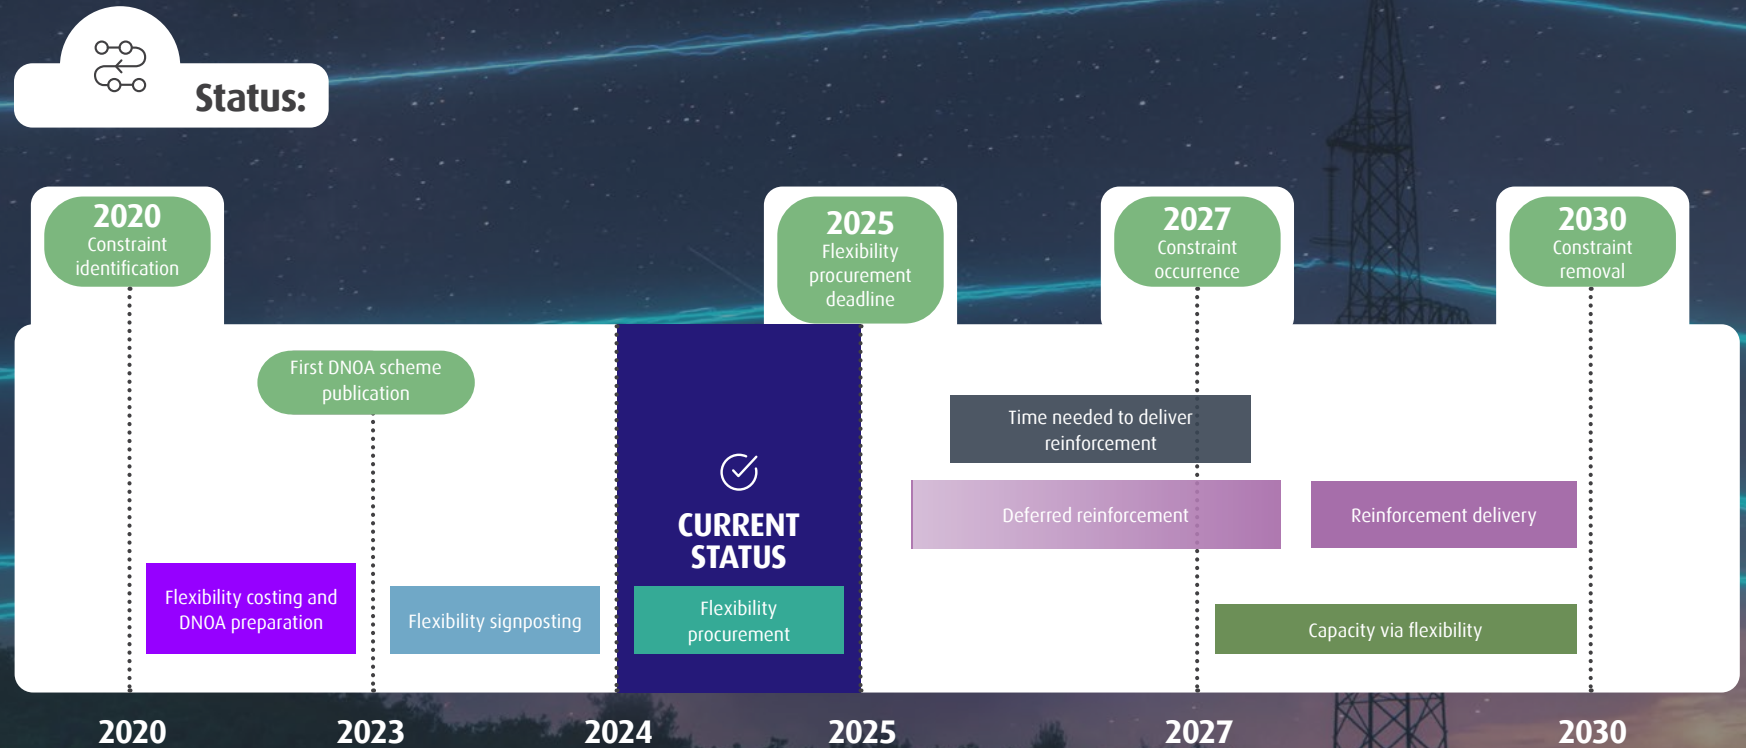 Status:
2020
Constraint
identification
2025
Flexibility
procurement
deadline
2027
Constraint
occurrence
2030
Constraint
removal
First DNOA scheme
publication
Time needed to deliver
reinforcement
CURRENT
STATUS
Deferred reinforcement
Reinforcement delivery
Flexibility costing and
DNOA preparation
Flexibility signposting
Flexibility
procurement
Capacity via flexibility
2020
2023
2024
2025
2027
2030